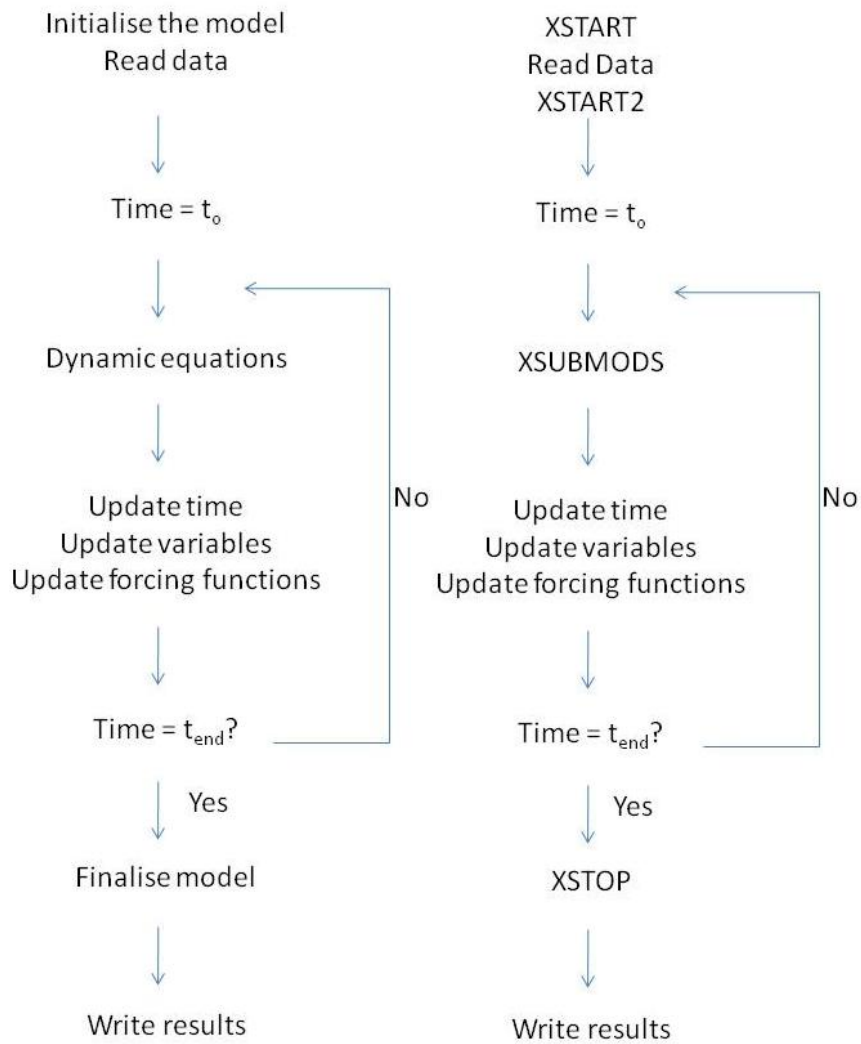 Initialise the model
Read data
Time = to
Dynamic equations
Update time
Update variables
Update forcing functions
No
Time = tend?
Yes
Finalise model
Write results
XSTART
Read Data
XSTART2
Time = to
XSUBMODS
Update time
Update variables
Update forcing functions
No
Time = tend?
Yes
XSTOP
Write results